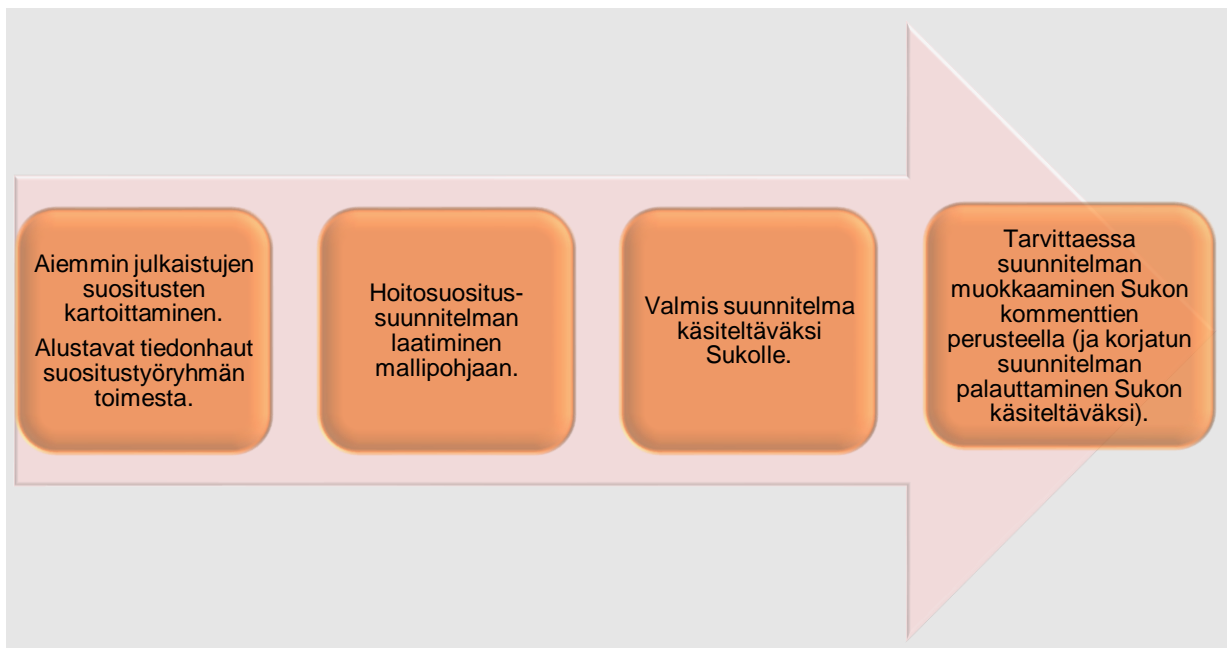 Aiemmin julkaistujen
suositusten
kartoittaminen.
Alustavat tiedonhaut
suositustyöryhmän
toimesta.
Hoitosuositus-
suunnitelman
laatiminen
mallipohjaan.
Valmis suunnitelma
käsiteltäväksi
Sukolle.
Tarvittaessa
suunnitelman
muokkaaminen Sukon
kommenttien
perusteella (ja korjatun
suunnitelman
palauttaminen Sukon
käsiteltäväksi).